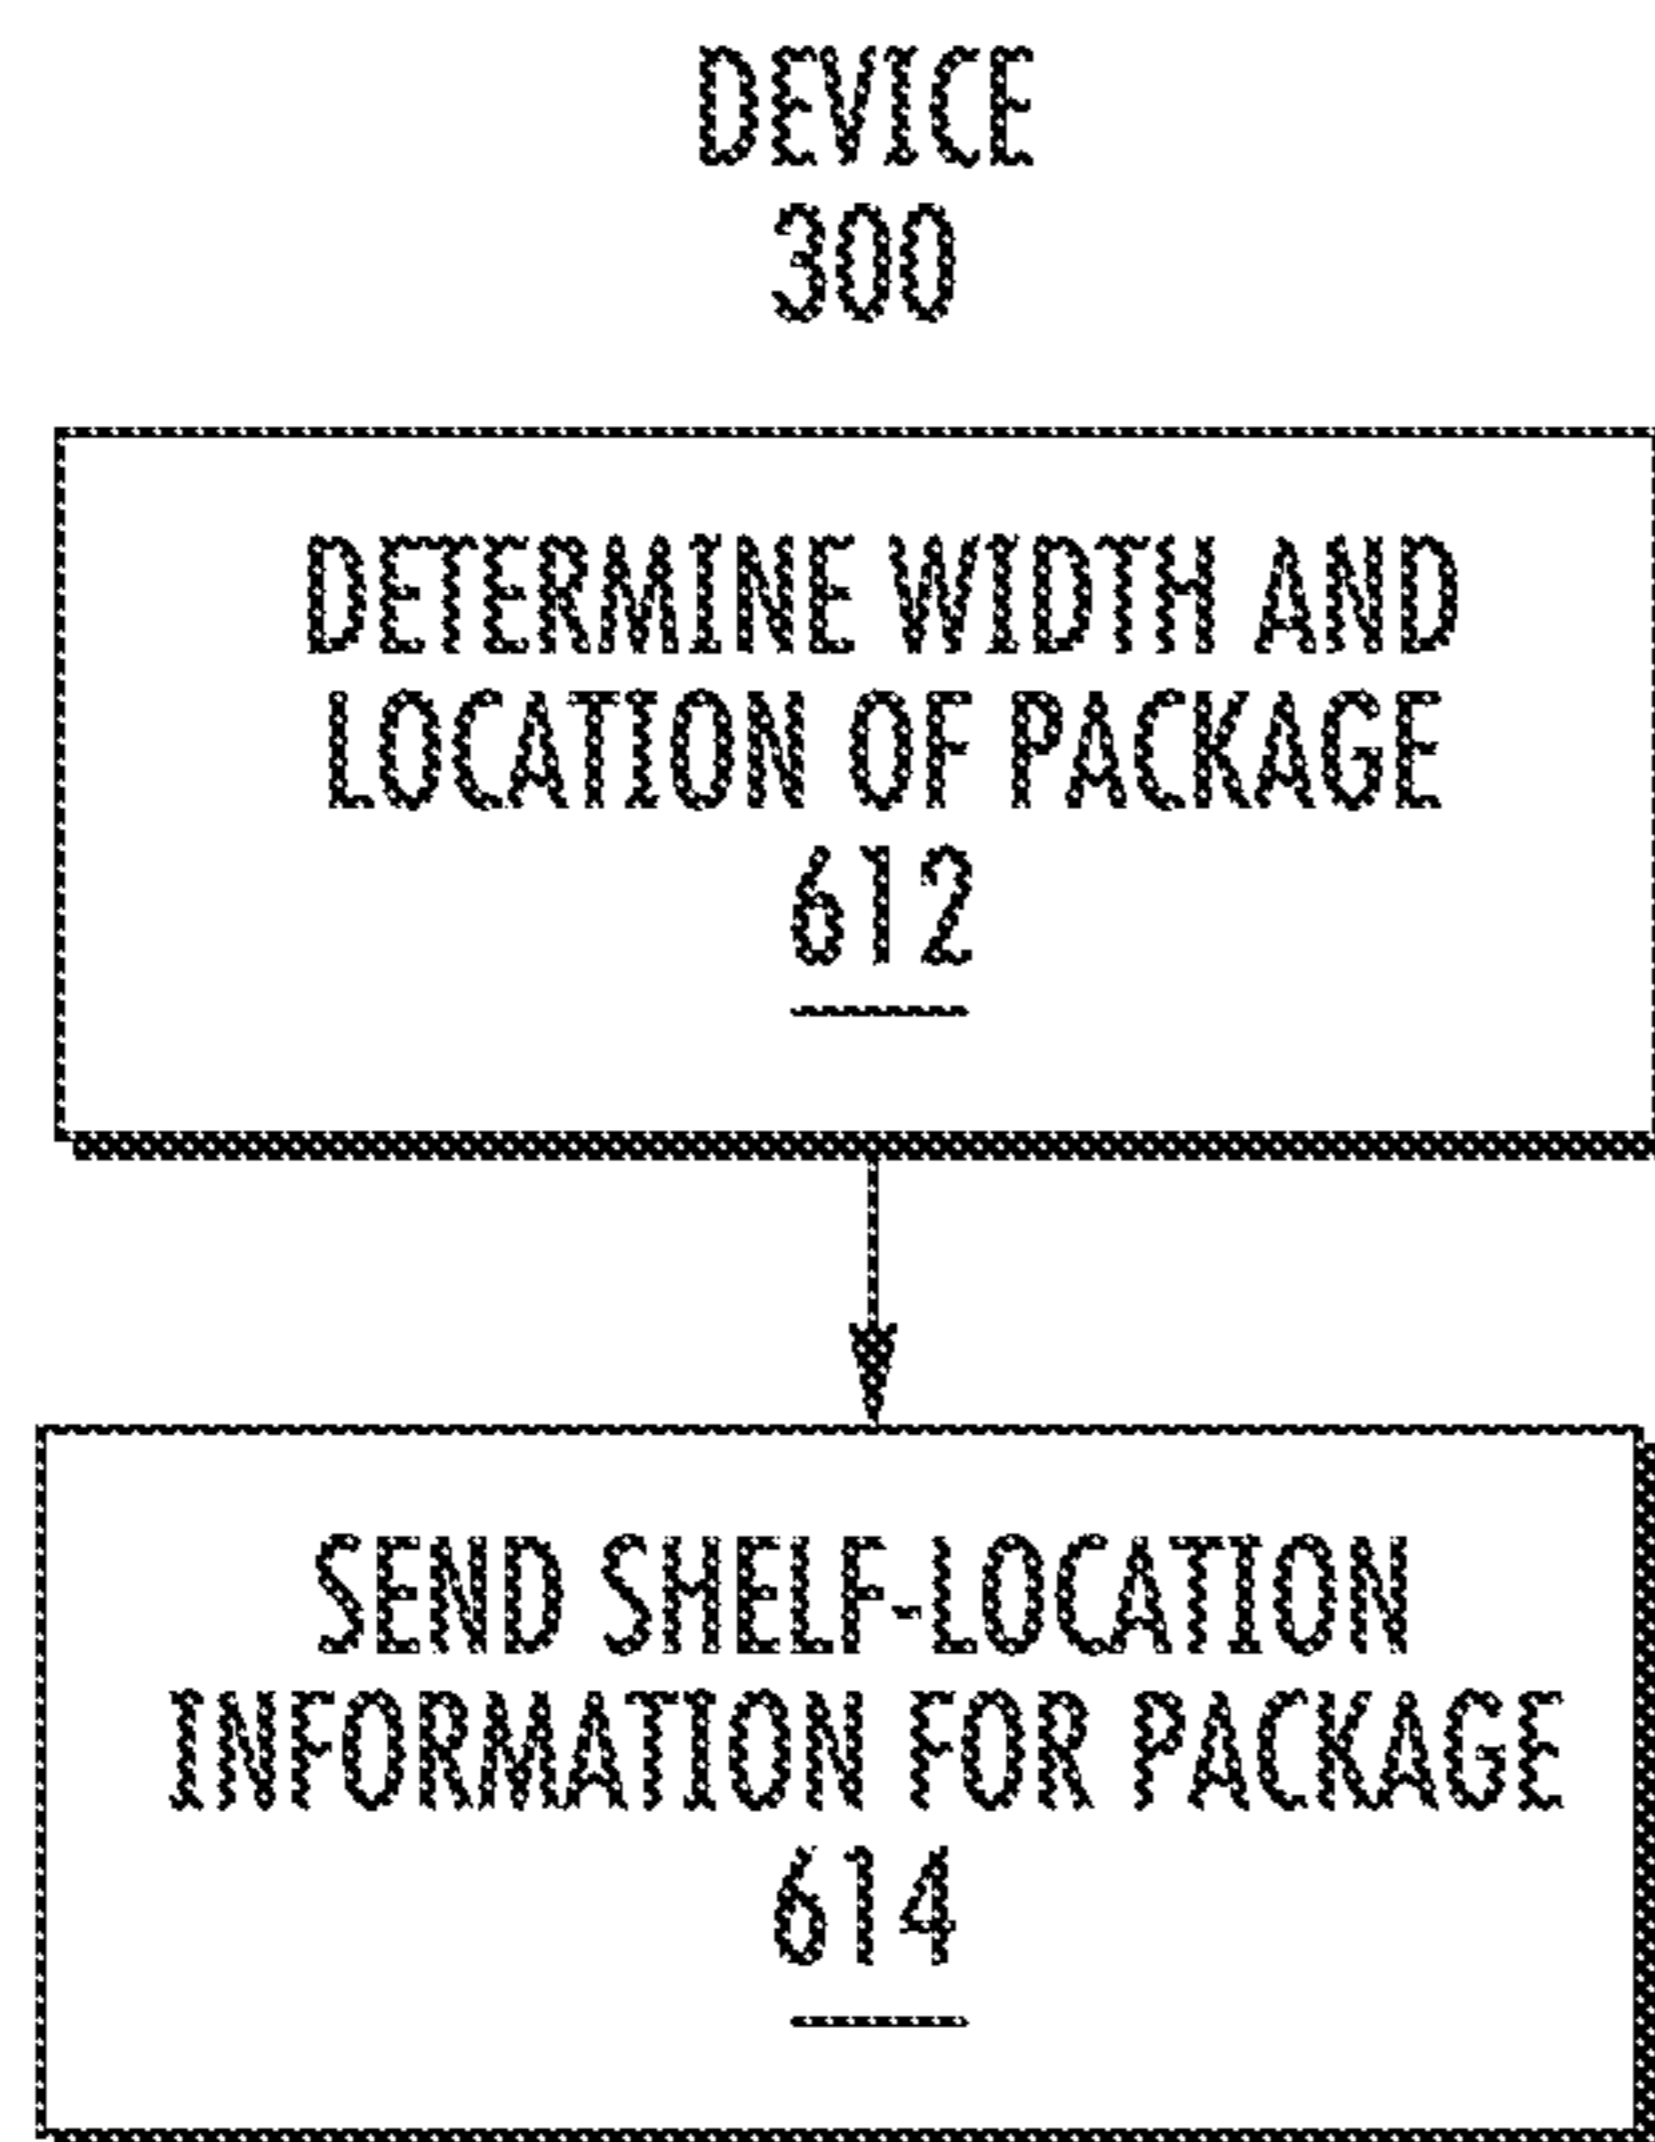 DEVICE
300
DETERMINE WIDTH AND
LOCATION OF PACKAGE
612
SEND SHELF-LOCATION
INFORMATION FOR PACKAGE
614